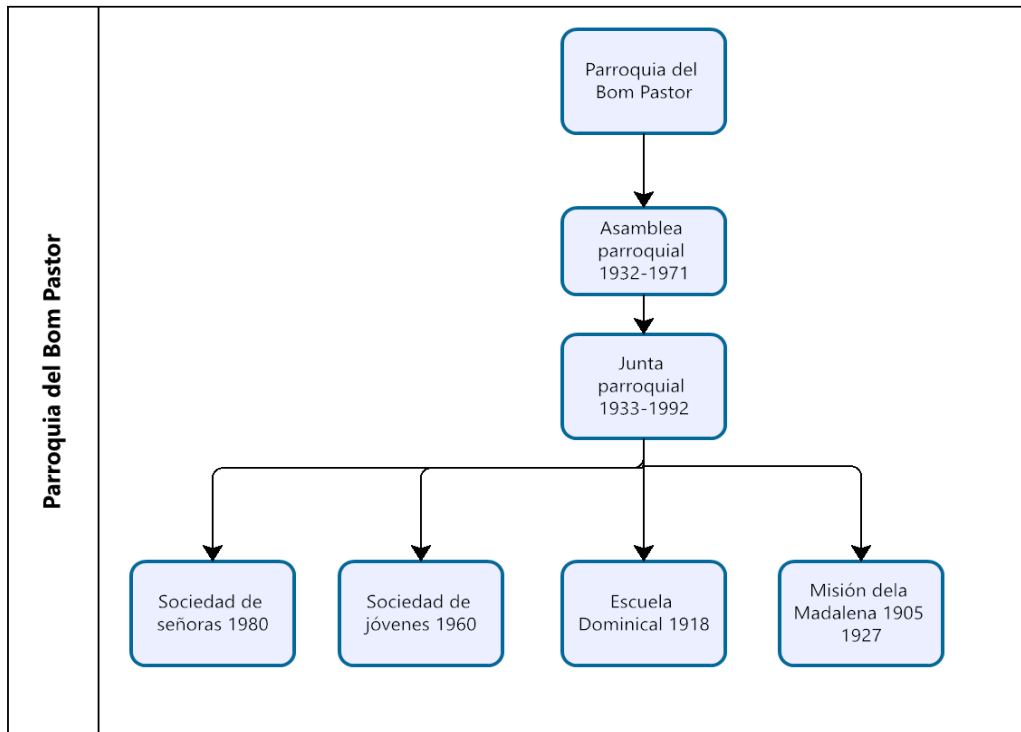 Parroquia del Bom Pastor
Parroquia del
Bom Pastor
Asamblea
parroquial
1932-1971
Junta
parroquial
1933-1992
Sociedad de
señoras 1980
Sociedad de
jóvenes 1960
Escuela
Dominical 1918
Misión dela
Madalena 1905
1927